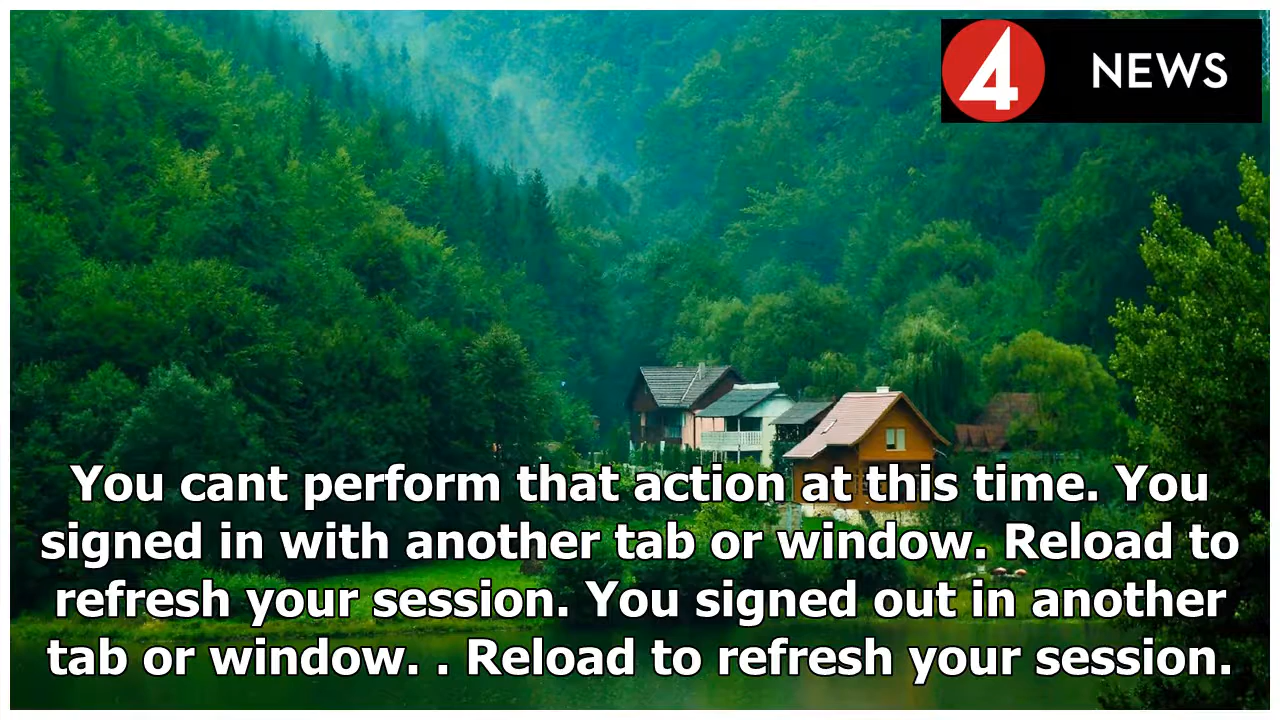 4 NEWS
You cant perform that action at this time. You
signed in with another tab or window. Reload to
refresh your session. You signed out in another
tab or window. . Reload to refresh your session.